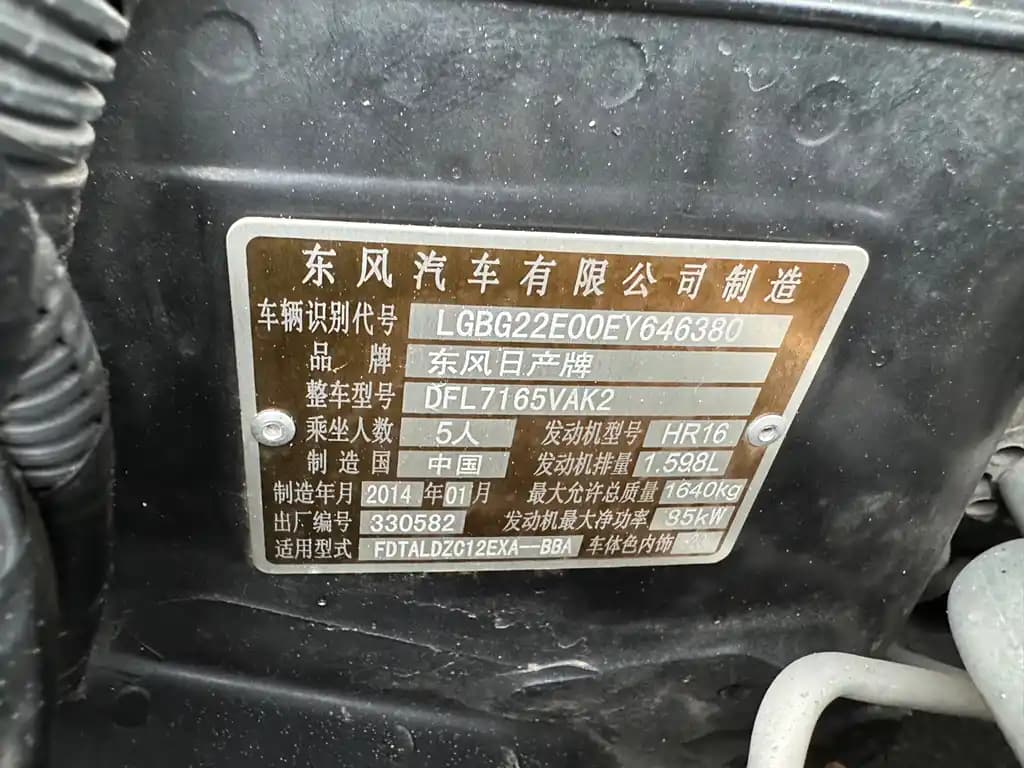 东风汽车有限公司制造
车辆识别代号 LGBG22E00EY646380
品牌 东风日产牌
整车型号 DFL7165VAK2
乘坐人数 5人 发动机型号 HR16
制造国 中国 发动机排量 1.598L
制造年月 2014 年 01 月 最大允许总质量 1640kg
出厂编号 330582 发动机最大净功率 85kW
适用型式 FDTALDZC12EXA—BBA 车体色内饰